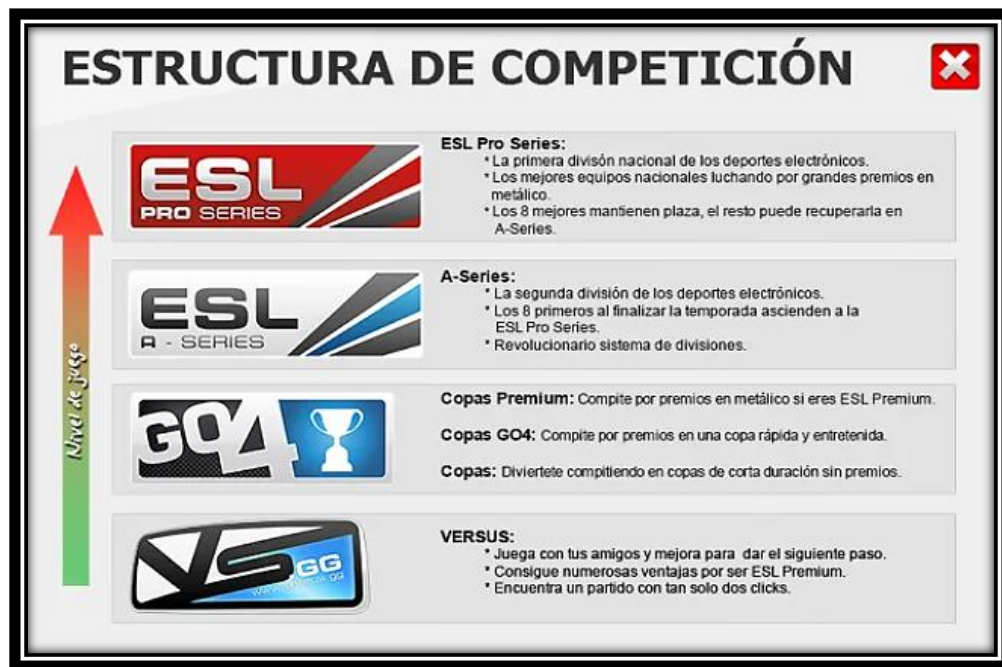 ESTRUCTURA DE COMPETICIÓN
ESL
PRO SERIES
ESL Pro Series:
* La primera divisón nacional de los deportes electrónicos.
* Los mejores equipos nacionales luchando por grandes premios en
metálico.
* Los 8 mejores mantienen plaza, el resto puede recuperarla en
A-Series.
Nivel de juego
ESL
A - SERIES
A-Series:
* La segunda división de los deportes electrónicos.
* Los 8 primeros al finalizar la temporada ascienden a la
ESL Pro Series.
* Revolucionario sistema de divisiones.
GO4
Copas Premium: Compite por premios en metálico si eres ESL Premium.
Copas GO4: Compite por premios en una copa rápida y entretenida.
Copas: Diviertete compitiendo en copas de corta duración sin premios.
VS.GG
VERSUS:
* Juega con tus amigos y mejora para dar el siguiente paso.
* Consigue numerosas ventajas por ser ESL Premium.
* Encuentra un partido con tan solo dos clicks.